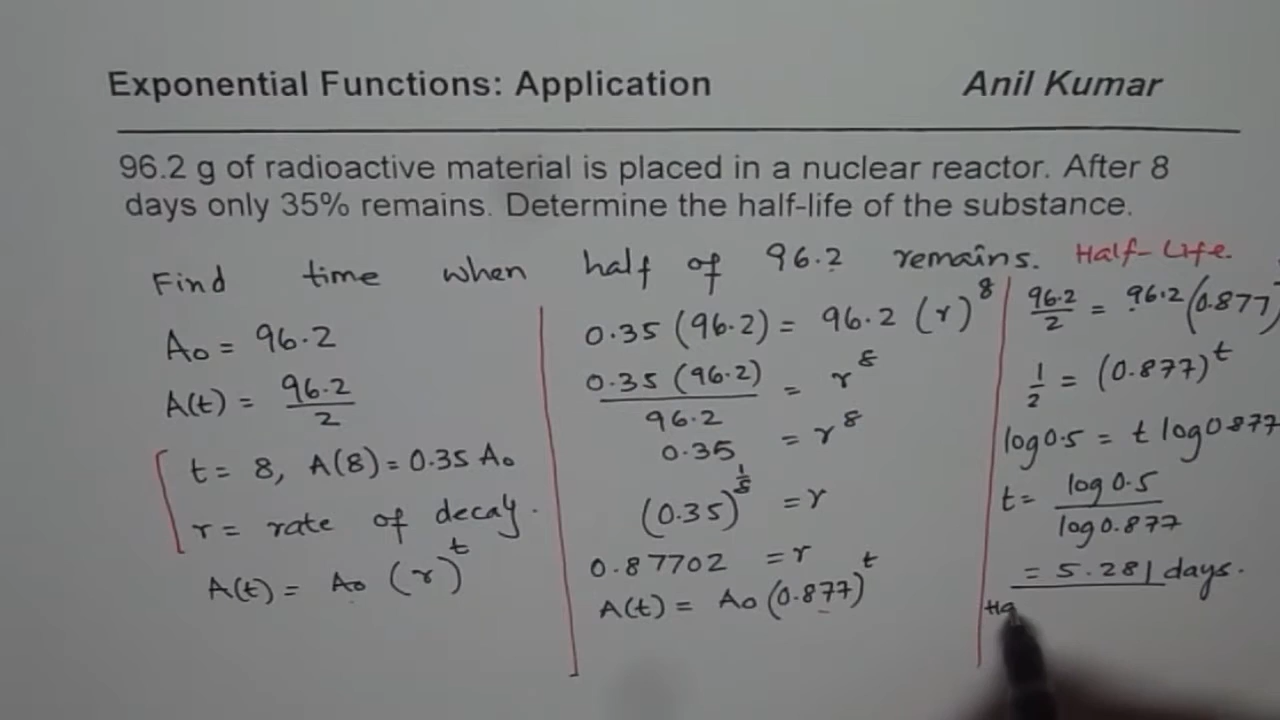 Exponential Functions: Application Anil Kumar
96.2 g of radioactive material is placed in a nuclear reactor. After 8
days only 35% remains. Determine the half-life of the substance.
Find time when half of 96.2 remains. Half-Life.
A₀ = 96.2
A(t) = 96.2/2
t = 8, A(8) = 0.35 A₀
r = rate of decay.
A(t) = A₀ (r)^t
0.35 (96.2) = 96.2 (r)^8
0.35 (96.2)/96.2 = r^8
0.35 = r^8
(0.35)^(1/8) = r
0.87702 = r
A(t) = A₀ (0.877)^t
96.2/2 = 96.2 (0.877)
1/2 = (0.877)^t
log 0.5 = t log 0.877
t = log 0.5/log 0.877
= 5.281 days.
Ha